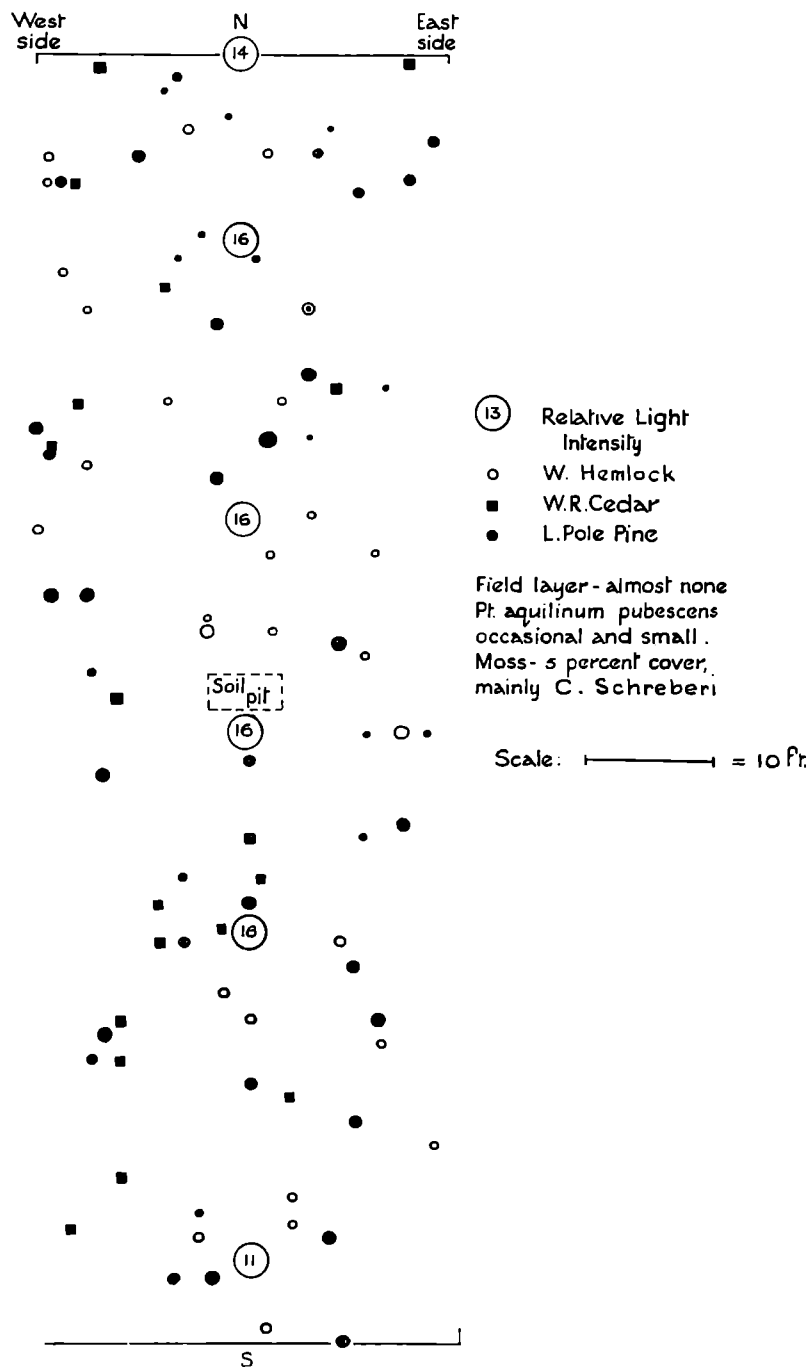 West side
N
East side
14
16
16
13 Relative Light Intensity
W. Hemlock
W.R.Cedar
L.Pole Pine
Field layer - almost none
Pt. aquilinum pubescens
occasional and small.
Moss - 5 percent cover,
mainly C. Schreberi
Soil pit
16
Scale: = 10 Ft.
18
11
S